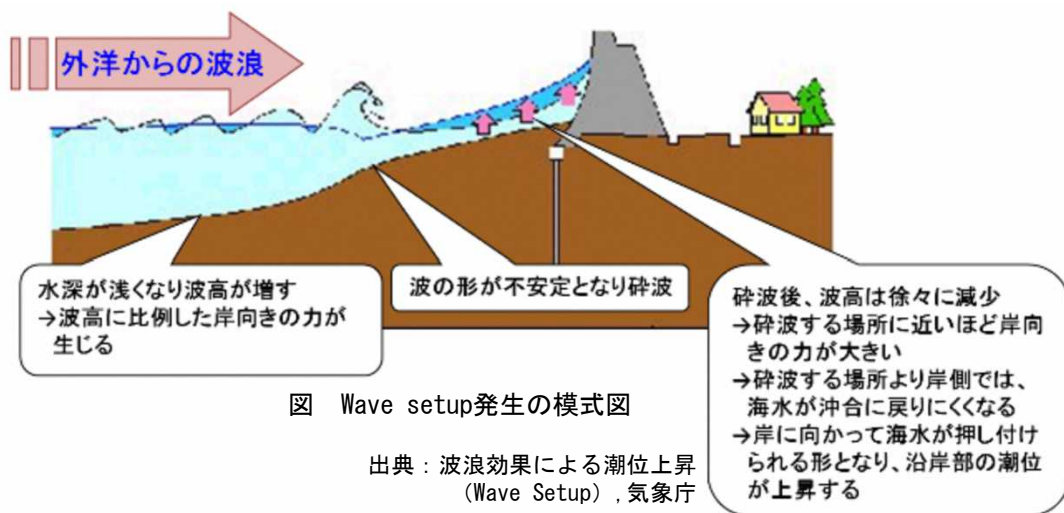 外洋からの波浪
水深が浅くなり波高が増す
→波高に比例した岸向きの力が
生じる
波の形が不安定となり砕波
砕波後、波高は徐々に減少
→砕波する場所に近いほど岸向
きの力が大きい
→砕波する場所より岸側では、
海水が沖合に戻りにくくなる
→岸に向かって海水が押し付け
られる形となり、沿岸部の潮位
が上昇する
図 Wave setup発生の模式図
出典：波浪効果による潮位上昇
(Wave Setup) ,気象庁